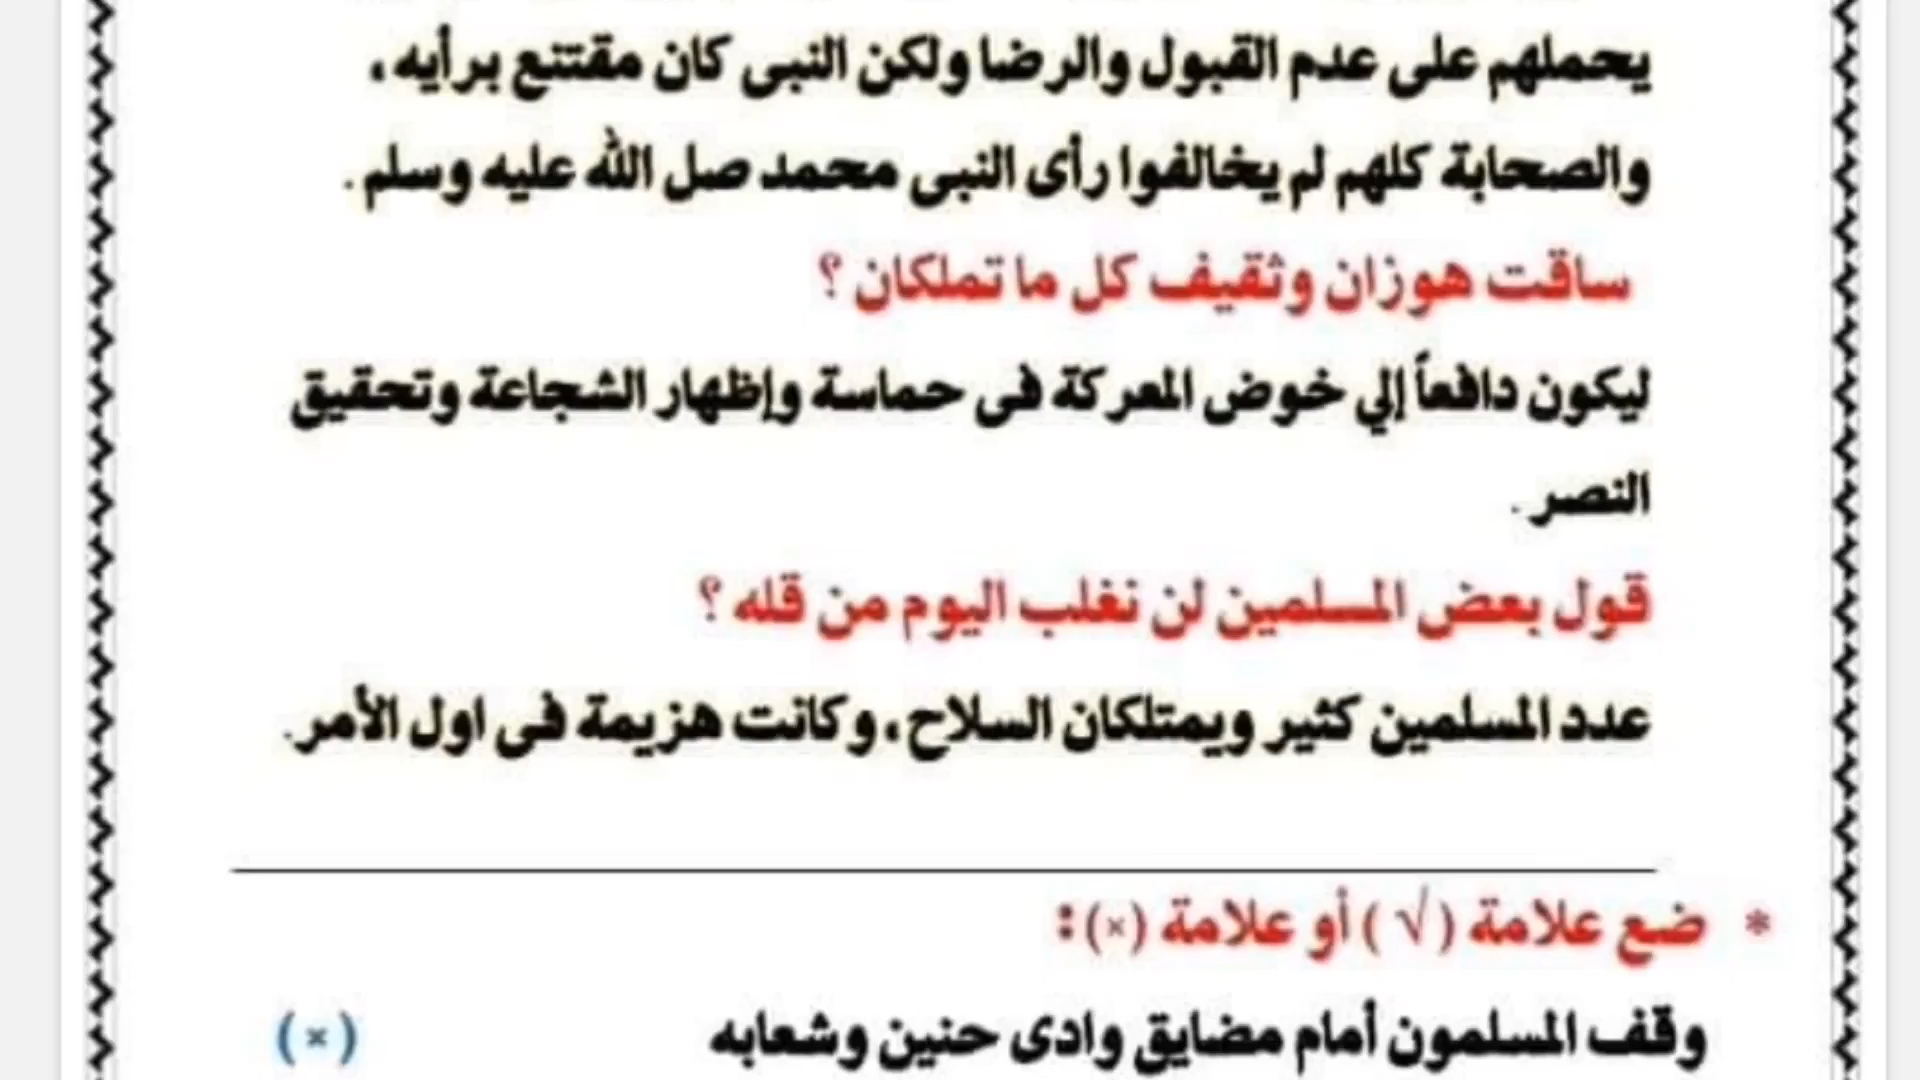 يحملهم على عدم القبول والرضا ولكن النبى كان مقتنع برأيه ،
والصحابة كلهم لم يخالفوا رأى النبى محمد صل الله عليه وسلم .
ساقت هوزان وثقيف كل ما تملكان ؟
ليكون دافعاً إلي خوض المعركة فى حماسة وإظهار الشجاعة وتحقيق
النصر .
قول بعض المسلمين لن نغلب اليوم من قله ؟
عدد المسلمين كثير ويمتلكان السلاح ، وكانت هزيمة فى اول الأمر .
* ضع علامة ( √ ) أو علامة (×) :
وقف المسلمون أمام مضايق وادى حنين وشعابه (×)